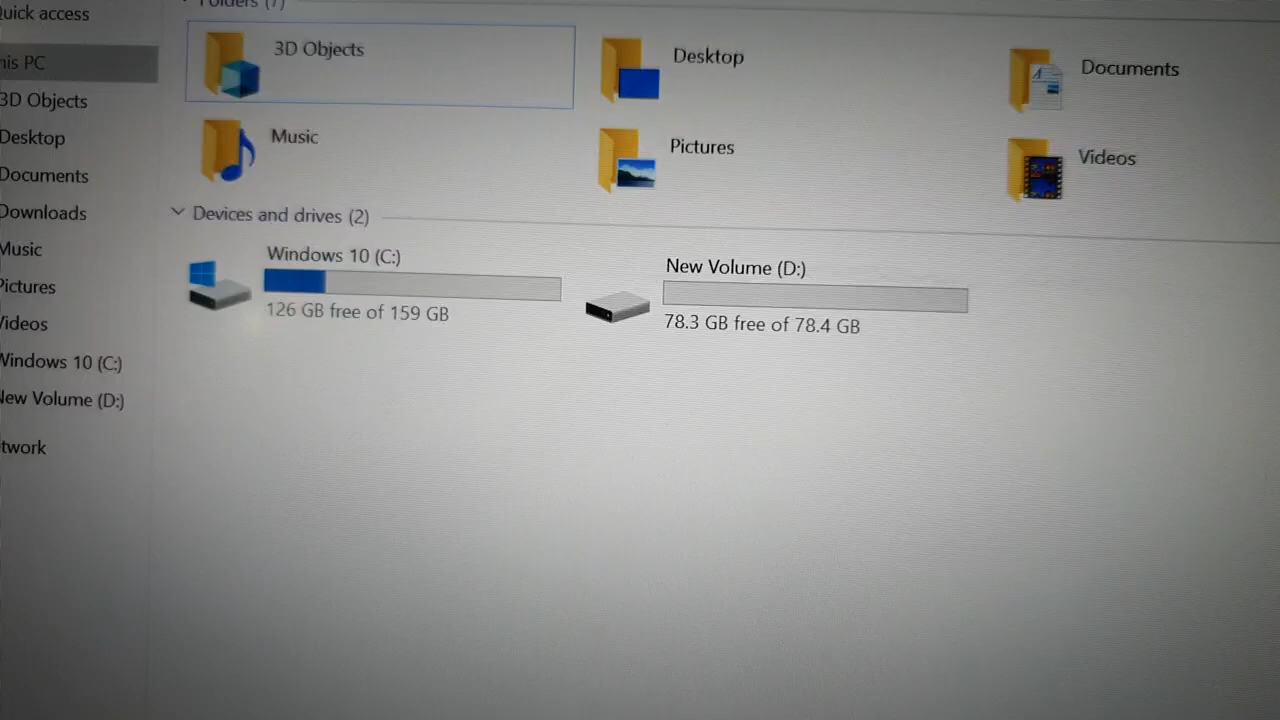 Quick access
his PC
3D Objects
Desktop
Documents
Downloads
Music
Pictures
Videos
Windows 10 (C:)
New Volume (D:)
twork
Folders (7)
3D Objects
Desktop
Documents
Music
Pictures
Videos
Devices and drives (2)
Windows 10 (C:)
126 GB free of 159 GB
New Volume (D:)
78.3 GB free of 78.4 GB